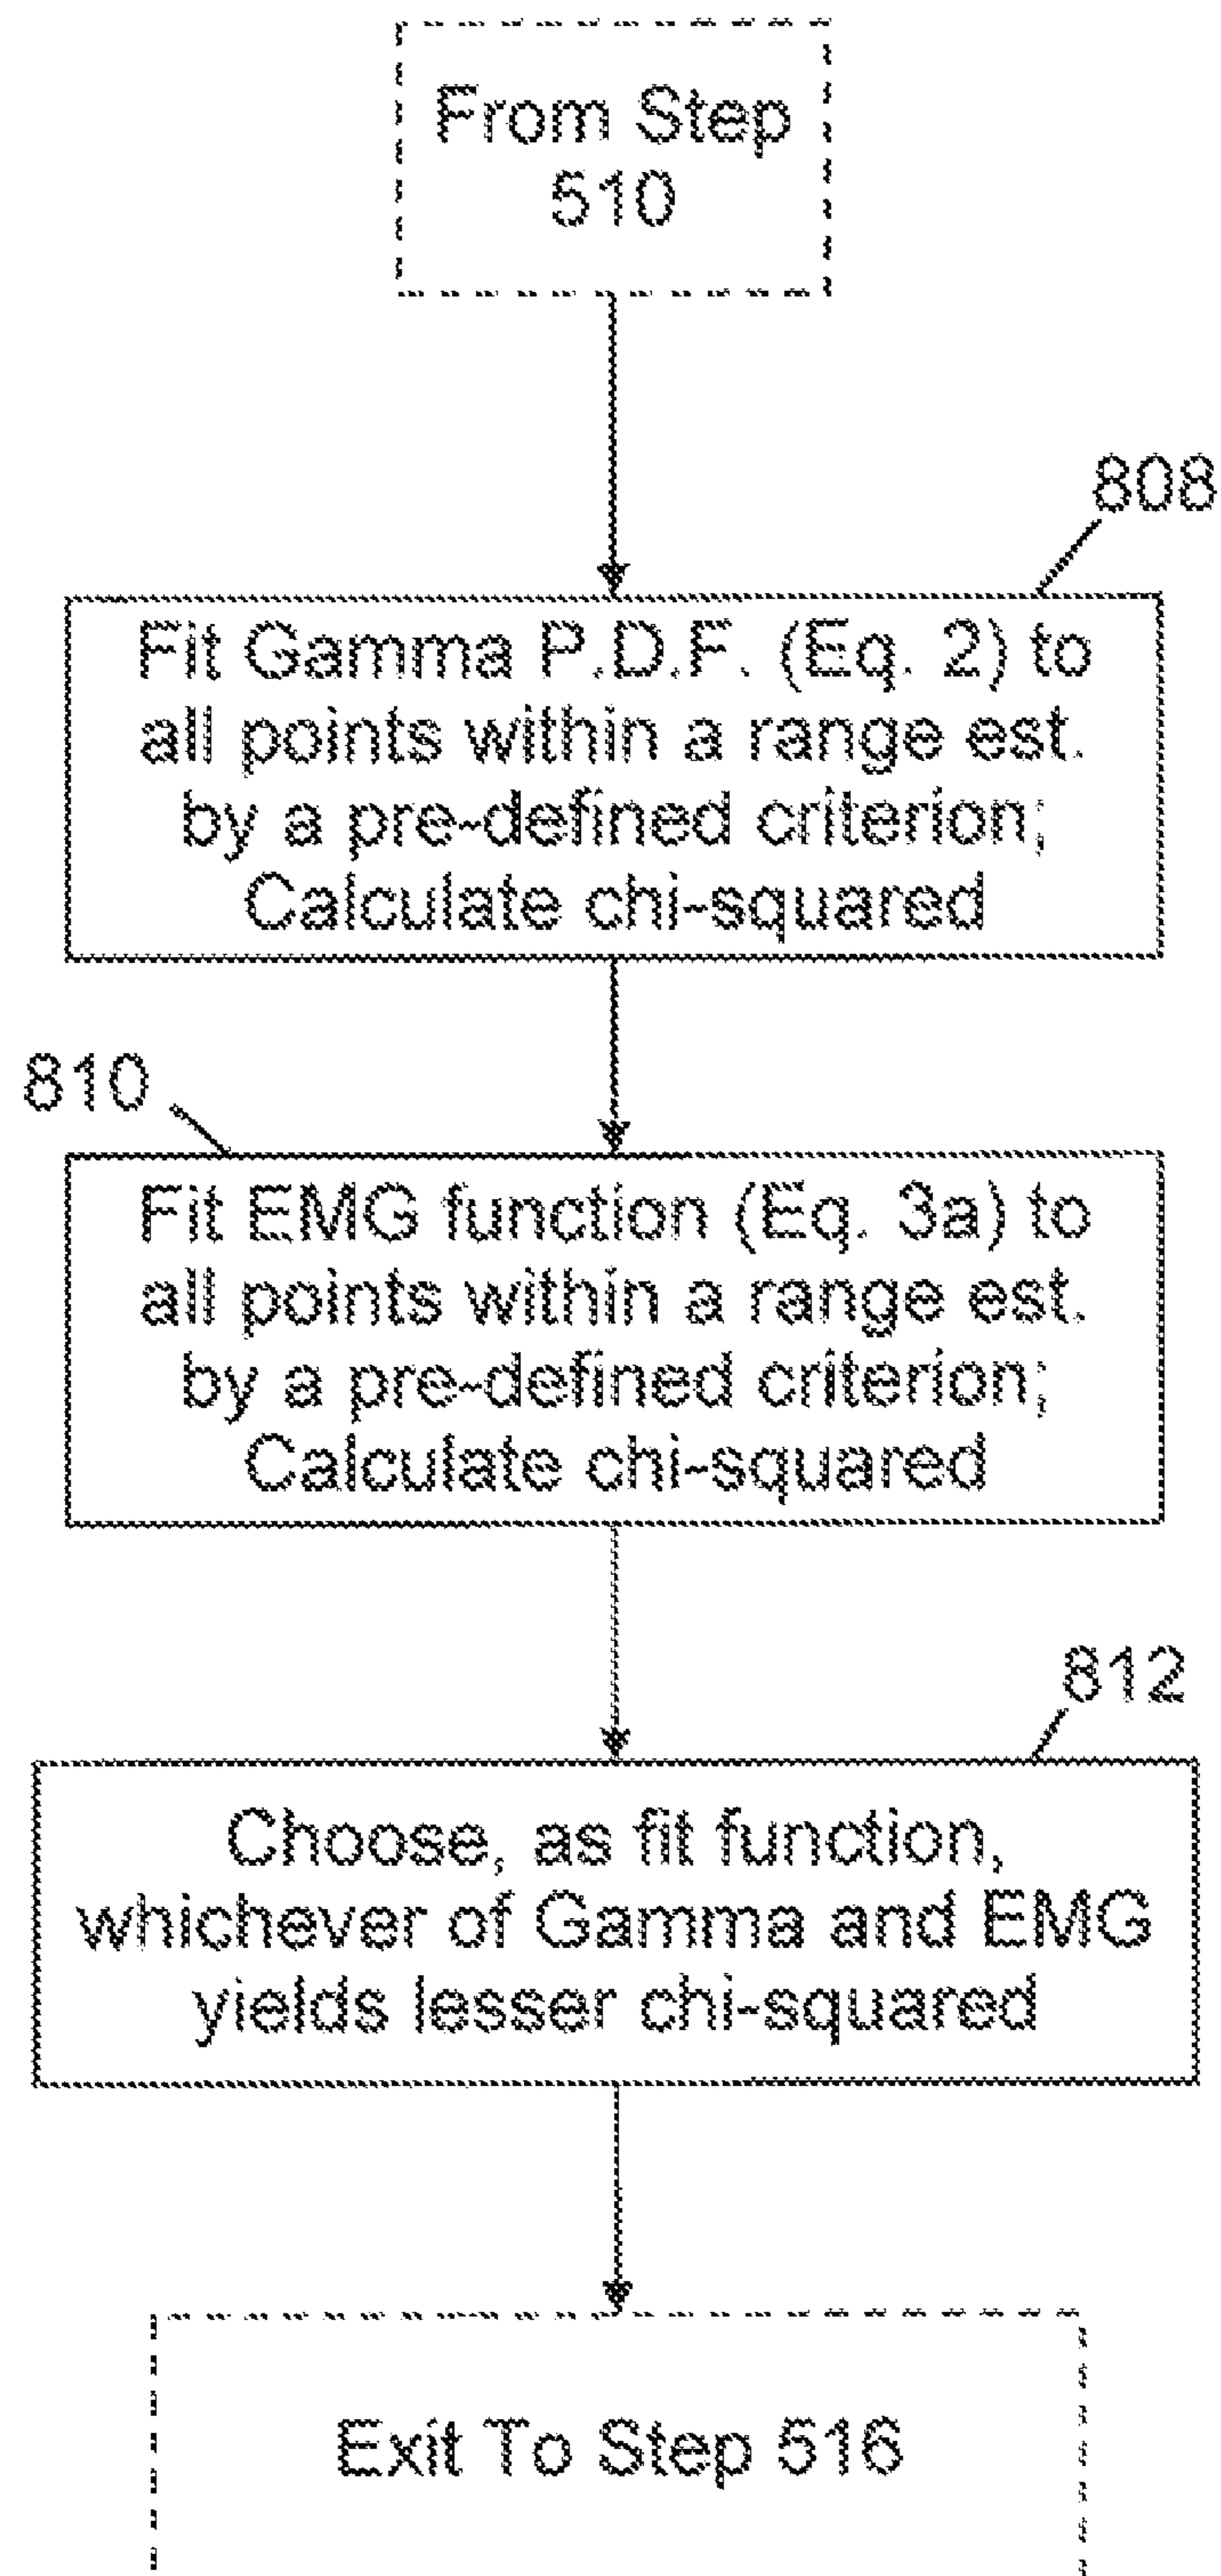 From Step
510
808
Fit Gamma P.D.F. (Eq. 2) to
all points within a range est.
by a pre-defined criterion;
Calculate chi-squared
810
Fit EMG function (Eq. 3a) to
all points within a range est.
by a pre-defined criterion;
Calculate chi-squared
812
Choose, as fit function,
whichever of Gamma and EMG
yields lesser chi-squared
Exit To Step 516